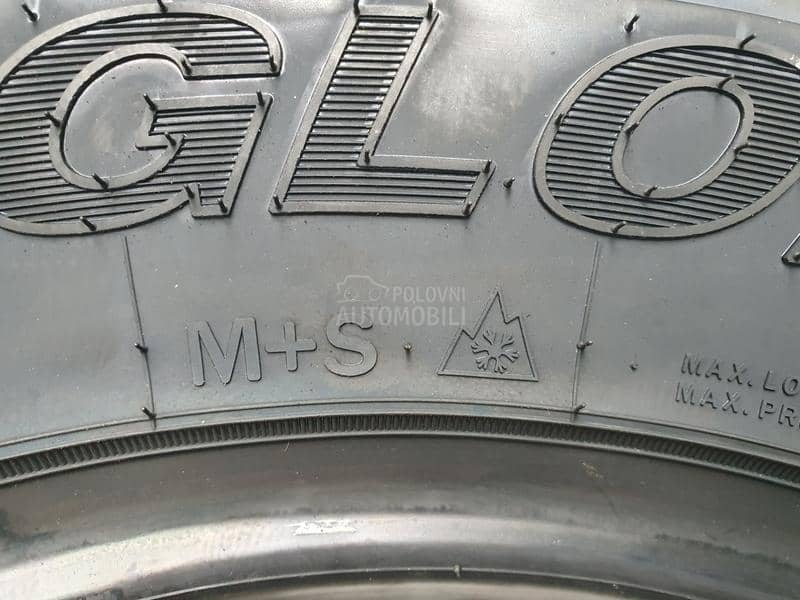 GLO
POLOVNI
AUTOMOBILI
M+S
MAX. LO
MAX. PR